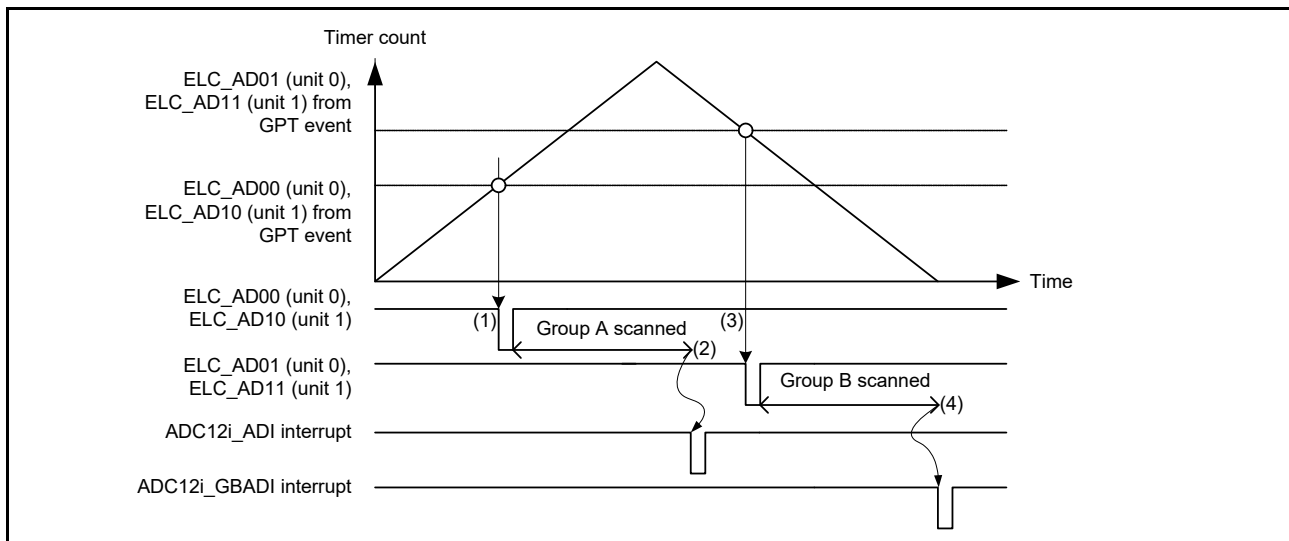 Timer count
ELC_AD01 (unit 0),
ELC_AD11 (unit 1) from
GPT event
ELC_AD00 (unit 0),
ELC_AD10 (unit 1) from
GPT event
Time
ELC_AD00 (unit 0),
ELC_AD10 (unit 1)
(1)
Group A scanned
(2)
(3)
ELC_AD01 (unit 0),
ELC_AD11 (unit 1)
Group B scanned
(4)
ADC12i_ADI interrupt
ADC12i_GBADI interrupt